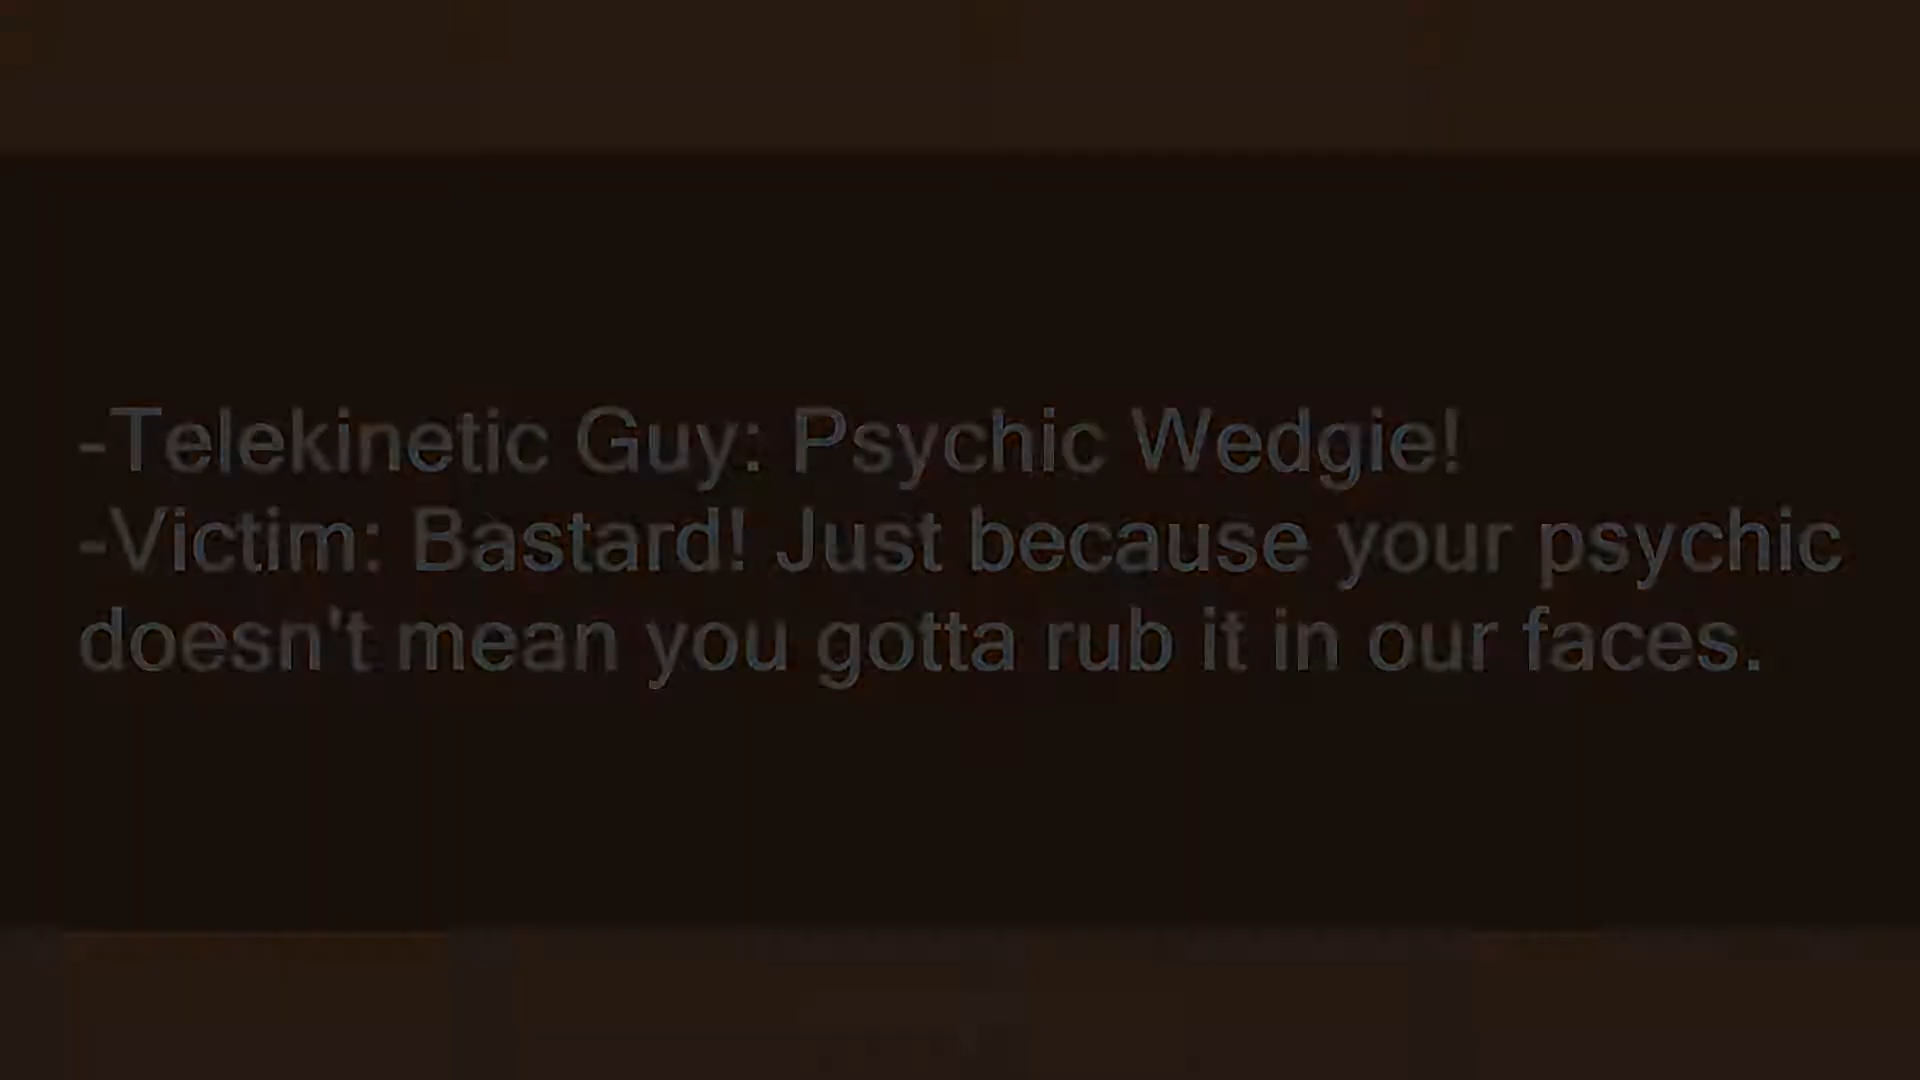 -Telekinetic Guy: Psychic Wedgie!
-Victim: Bastard! Just because your psychic
doesn't mean you gotta rub it in our faces.